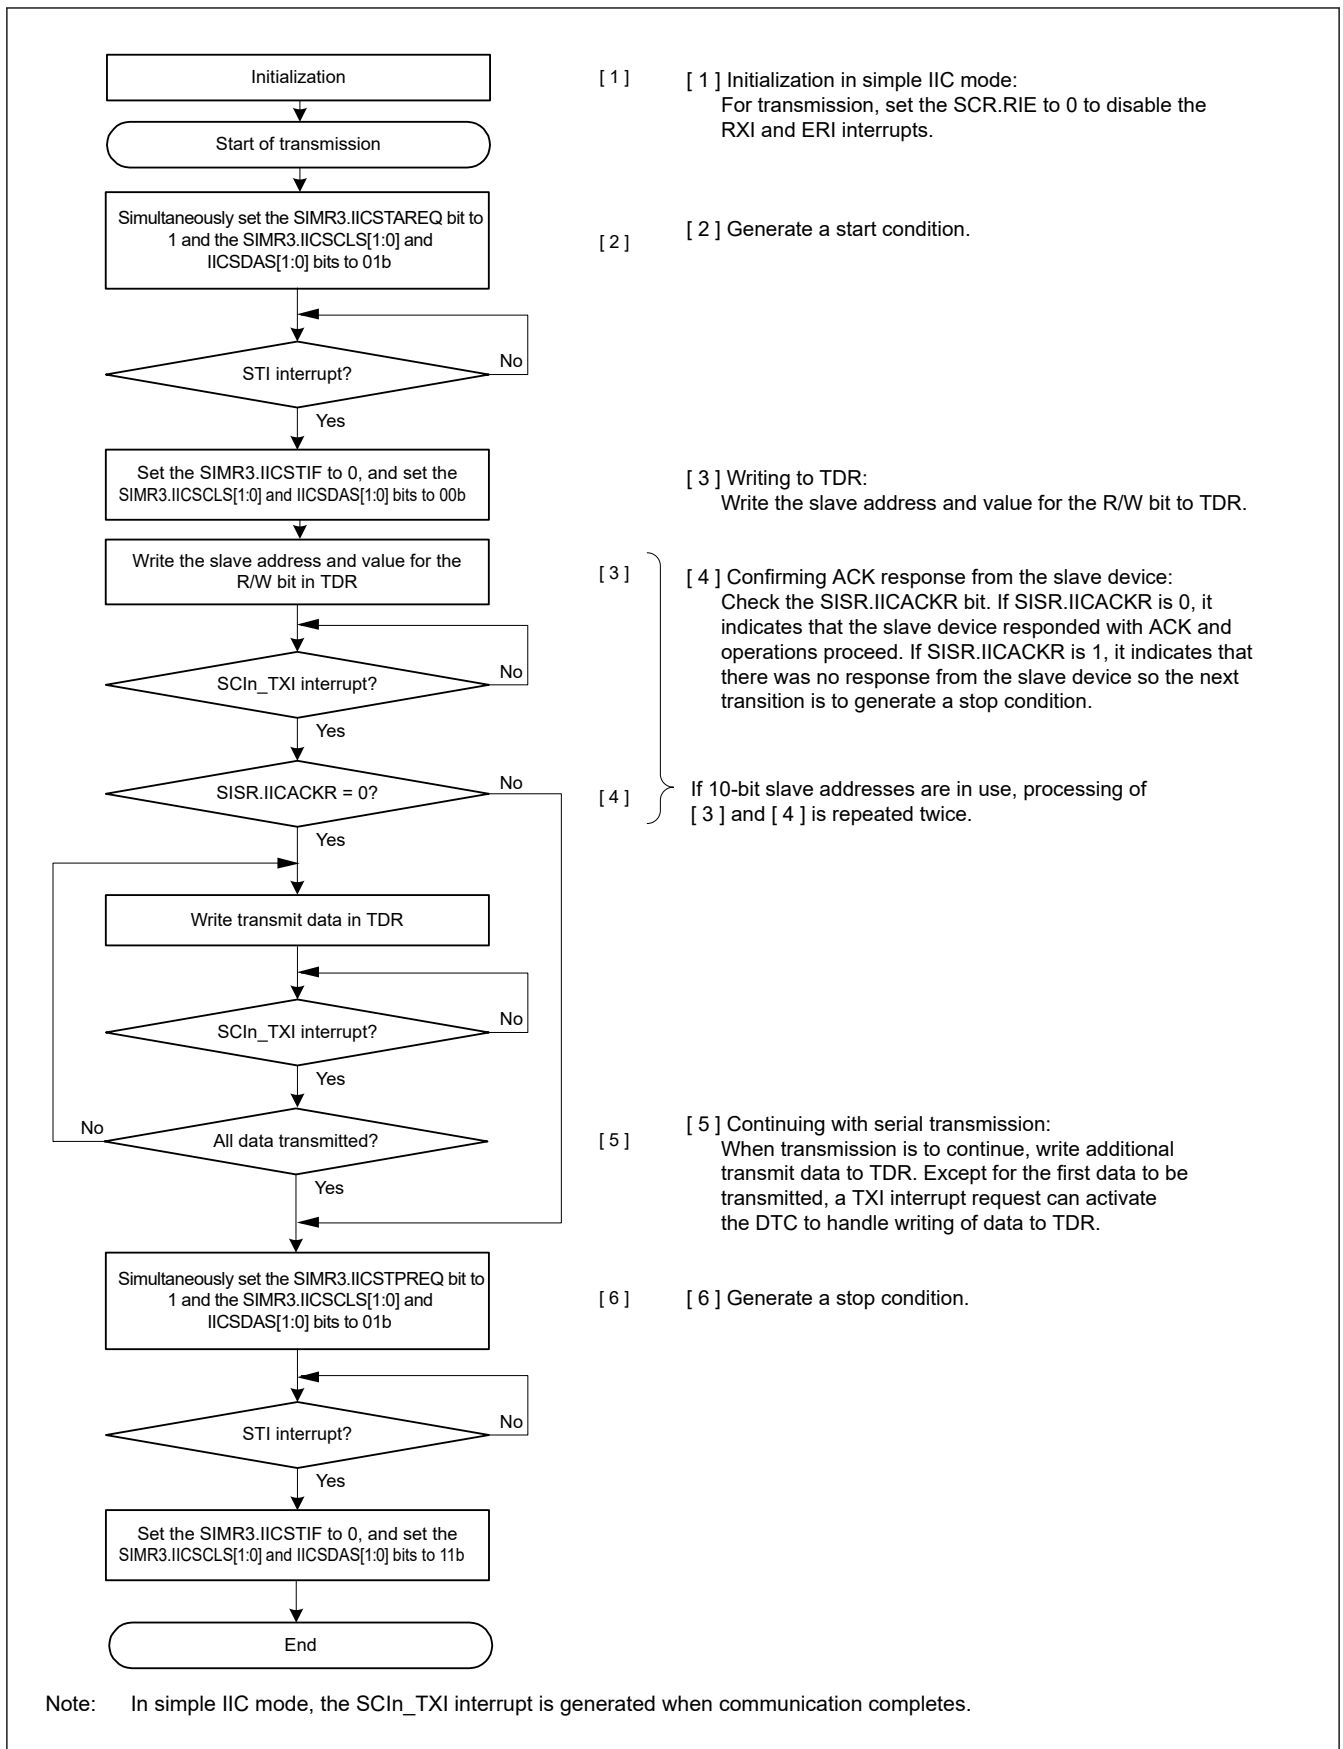 Initialization
[ 1 ]
[ 1 ] Initialization in simple IIC mode:
For transmission, set the SCR.RIE to 0 to disable the
RXI and ERI interrupts.
Start of transmission
Simultaneously set the SIMR3.IICSTAREQ bit to
1 and the SIMR3.IICSCLS[1:0] and
IICSDAS[1:0] bits to 01b
[ 2 ]
[ 2 ] Generate a start condition.
STI interrupt?
No
Yes
Set the SIMR3.IICSTIF to 0, and set the
SIMR3.IICSCLS[1:0] and IICSDAS[1:0] bits to 00b
[ 3 ] Writing to TDR:
Write the slave address and value for the R/W bit to TDR.
Write the slave address and value for the
R/W bit in TDR
[ 3 ]
[ 4 ] Confirming ACK response from the slave device:
Check the SISR.IICACKR bit. If SISR.IICACKR is 0, it
indicates that the slave device responded with ACK and
operations proceed. If SISR.IICACKR is 1, it indicates that
there was no response from the slave device so the next
transition is to generate a stop condition.
SCIn_TXI interrupt?
No
Yes
SISR.IICACKR = 0?
No
[ 4 ]
If 10-bit slave addresses are in use, processing of
[ 3 ] and [ 4 ] is repeated twice.
Yes
Write transmit data in TDR
SCIn_TXI interrupt?
No
Yes
No
All data transmitted?
[ 5 ]
[ 5 ] Continuing with serial transmission:
When transmission is to continue, write additional
transmit data to TDR. Except for the first data to be
transmitted, a TXI interrupt request can activate
the DTC to handle writing of data to TDR.
Yes
Simultaneously set the SIMR3.IICSTPREQ bit to
1 and the SIMR3.IICSCLS[1:0] and
IICSDAS[1:0] bits to 01b
[ 6 ]
[ 6 ] Generate a stop condition.
STI interrupt?
No
Yes
Set the SIMR3.IICSTIF to 0, and set the
SIMR3.IICSCLS[1:0] and IICSDAS[1:0] bits to 11b
End
Note: In simple IIC mode, the SCIn_TXI interrupt is generated when communication completes.